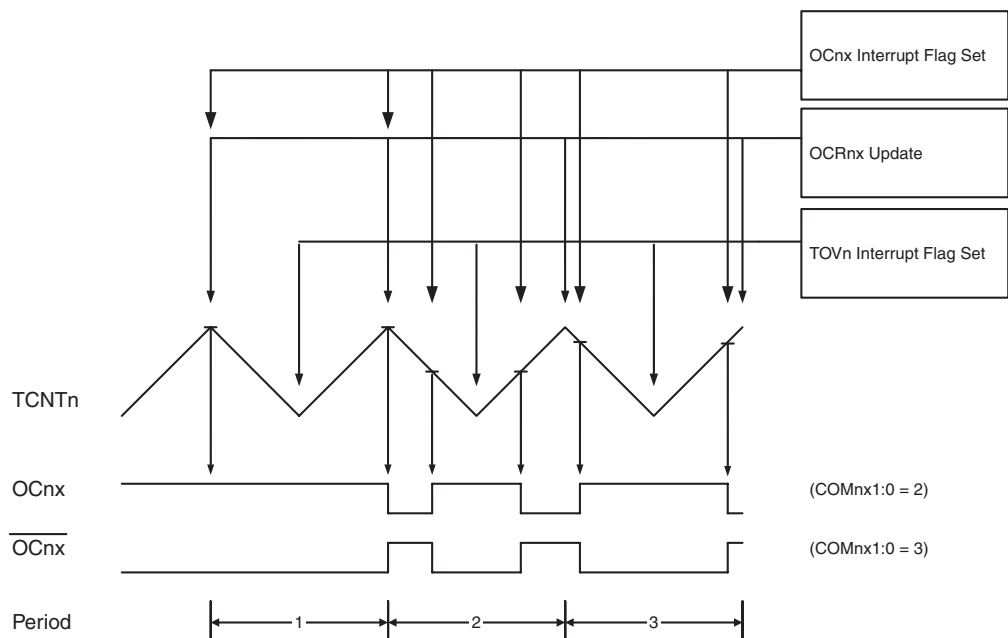 OCnx Interrupt Flag Set
OCRnx Update
TOVn Interrupt Flag Set
TCNTn
OCnx
(COMnx1:0 = 2)
OCnx
(COMnx1:0 = 3)
Period
1
2
3